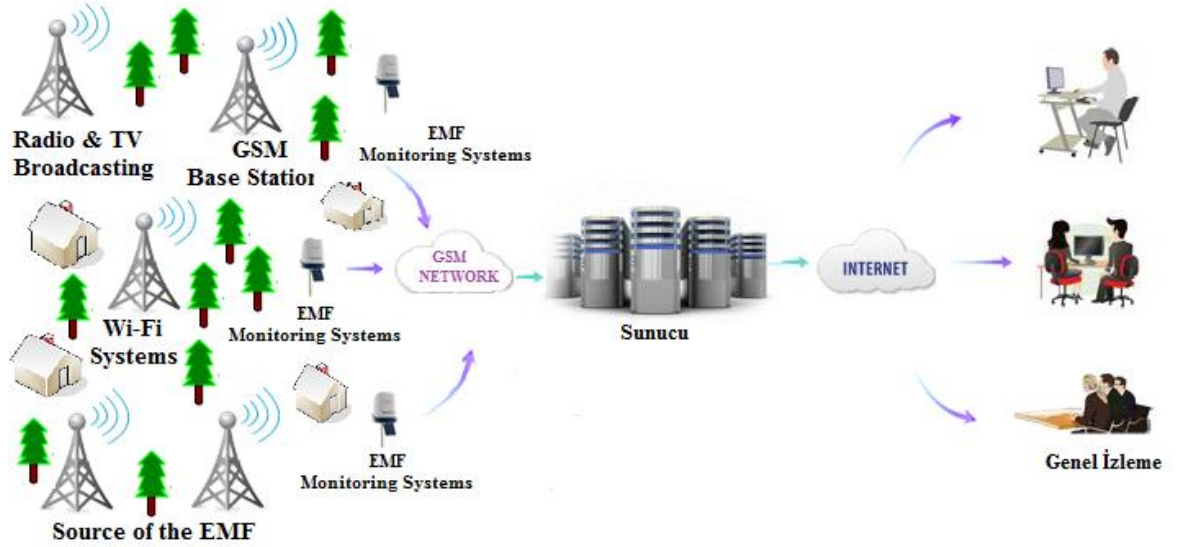 Radio & TV
Broadcasting
GSM
Base Station
EMF
Monitoring Systems
Wi-Fi
Systems
EMF
Monitoring Systems
GSM
NETWORK
Sunucu
INTERNET
EMF
Monitoring Systems
Source of the EMF
Genel İzleme